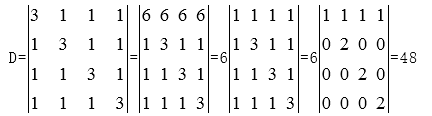 |3 1 1 1| |6 6 6 6| |1 1 1 1| |1 1 1 1|
|1 3 1 1| |1 3 1 1| |1 3 1 1| |0 2 0 0|
D=| |=| |=6| |=6| |=48
|1 1 3 1| |1 1 3 1| |1 1 3 1| |0 0 2 0|
|1 1 1 3| |1 1 1 3| |1 1 1 3| |0 0 0 2|